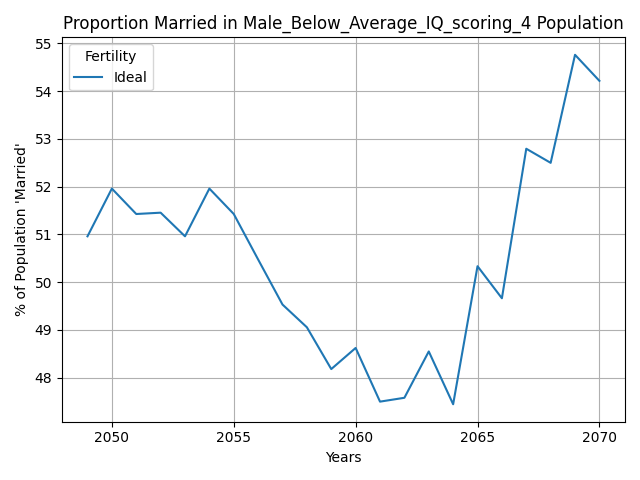 Proportion Married in Male_Below_Average_IQ_scoring_4 Population
Fertility
Ideal
% of Population 'Married'
55
54
53
52
51
50
49
48
2050 2055 2060 2065 2070
Years